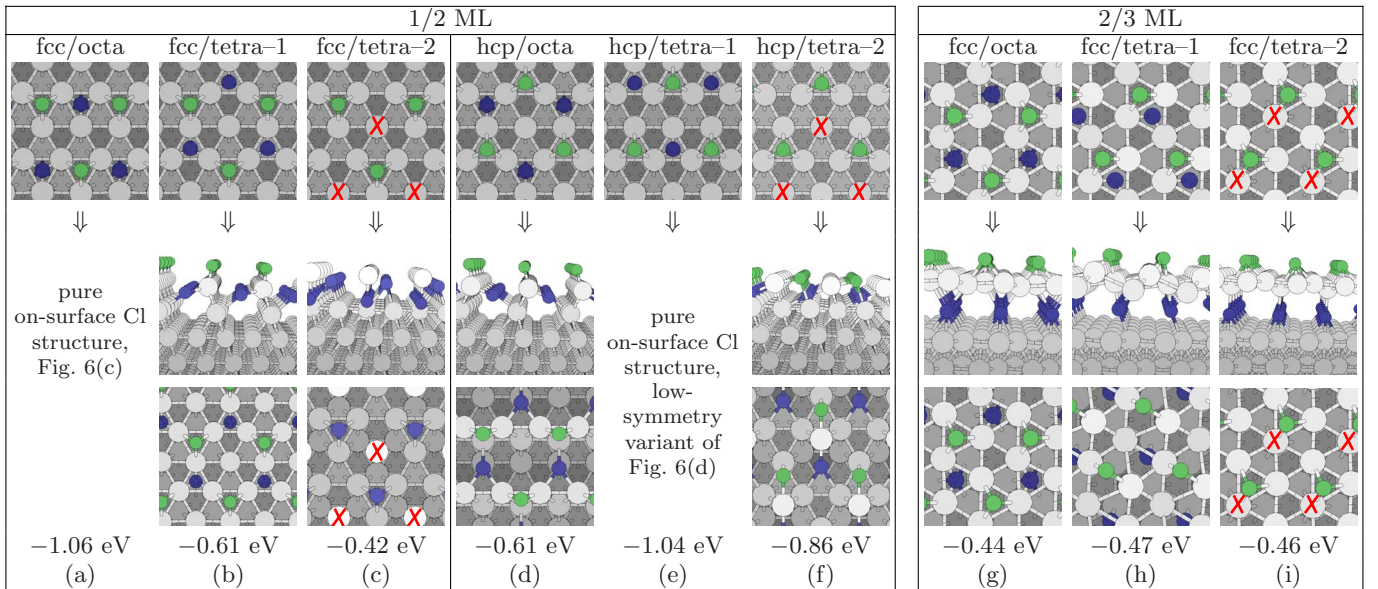 1/2 ML
2/3 ML
fcc/octa fcc/tetra–1 fcc/tetra–2 hcp/octa hcp/tetra–1 hcp/tetra–2 fcc/octa fcc/tetra–1 fcc/tetra–2
X X X X X X X X X X
⇓ ⇓ ⇓ ⇓ ⇓ ⇓ ⇓ ⇓ ⇓
pure
on-surface Cl
structure,
Fig. 6(c)
pure
on-surface Cl
structure,
low-
symmetry
variant of
Fig. 6(d)
X X X X X X X
−1.06 eV −0.61 eV −0.42 eV −0.61 eV −1.04 eV −0.86 eV −0.44 eV −0.47 eV −0.46 eV
(a) (b) (c) (d) (e) (f) (g) (h) (i)